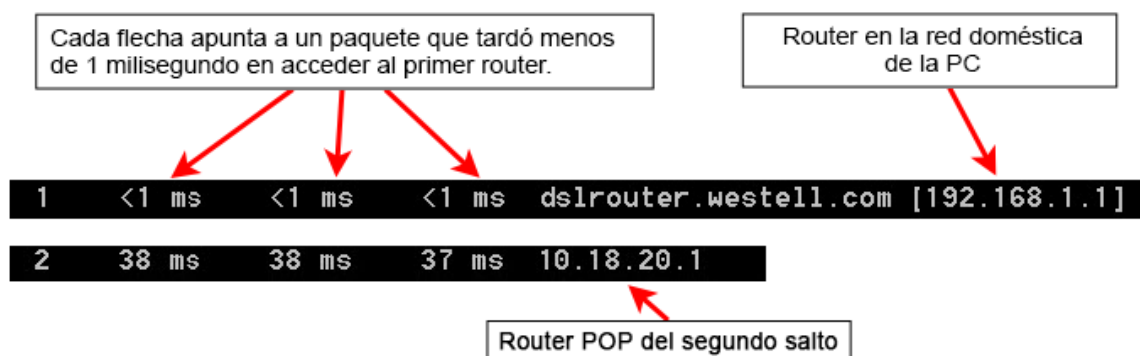 Cada flecha apunta a un paquete que tardó menos
de 1 milisegundo en acceder al primer router.
Router en la red doméstica
de la PC
1 <1 ms <1 ms <1 ms dslrouter.westell.com [192.168.1.1]
2 38 ms 38 ms 37 ms 10.18.20.1
Router POP del segundo salto